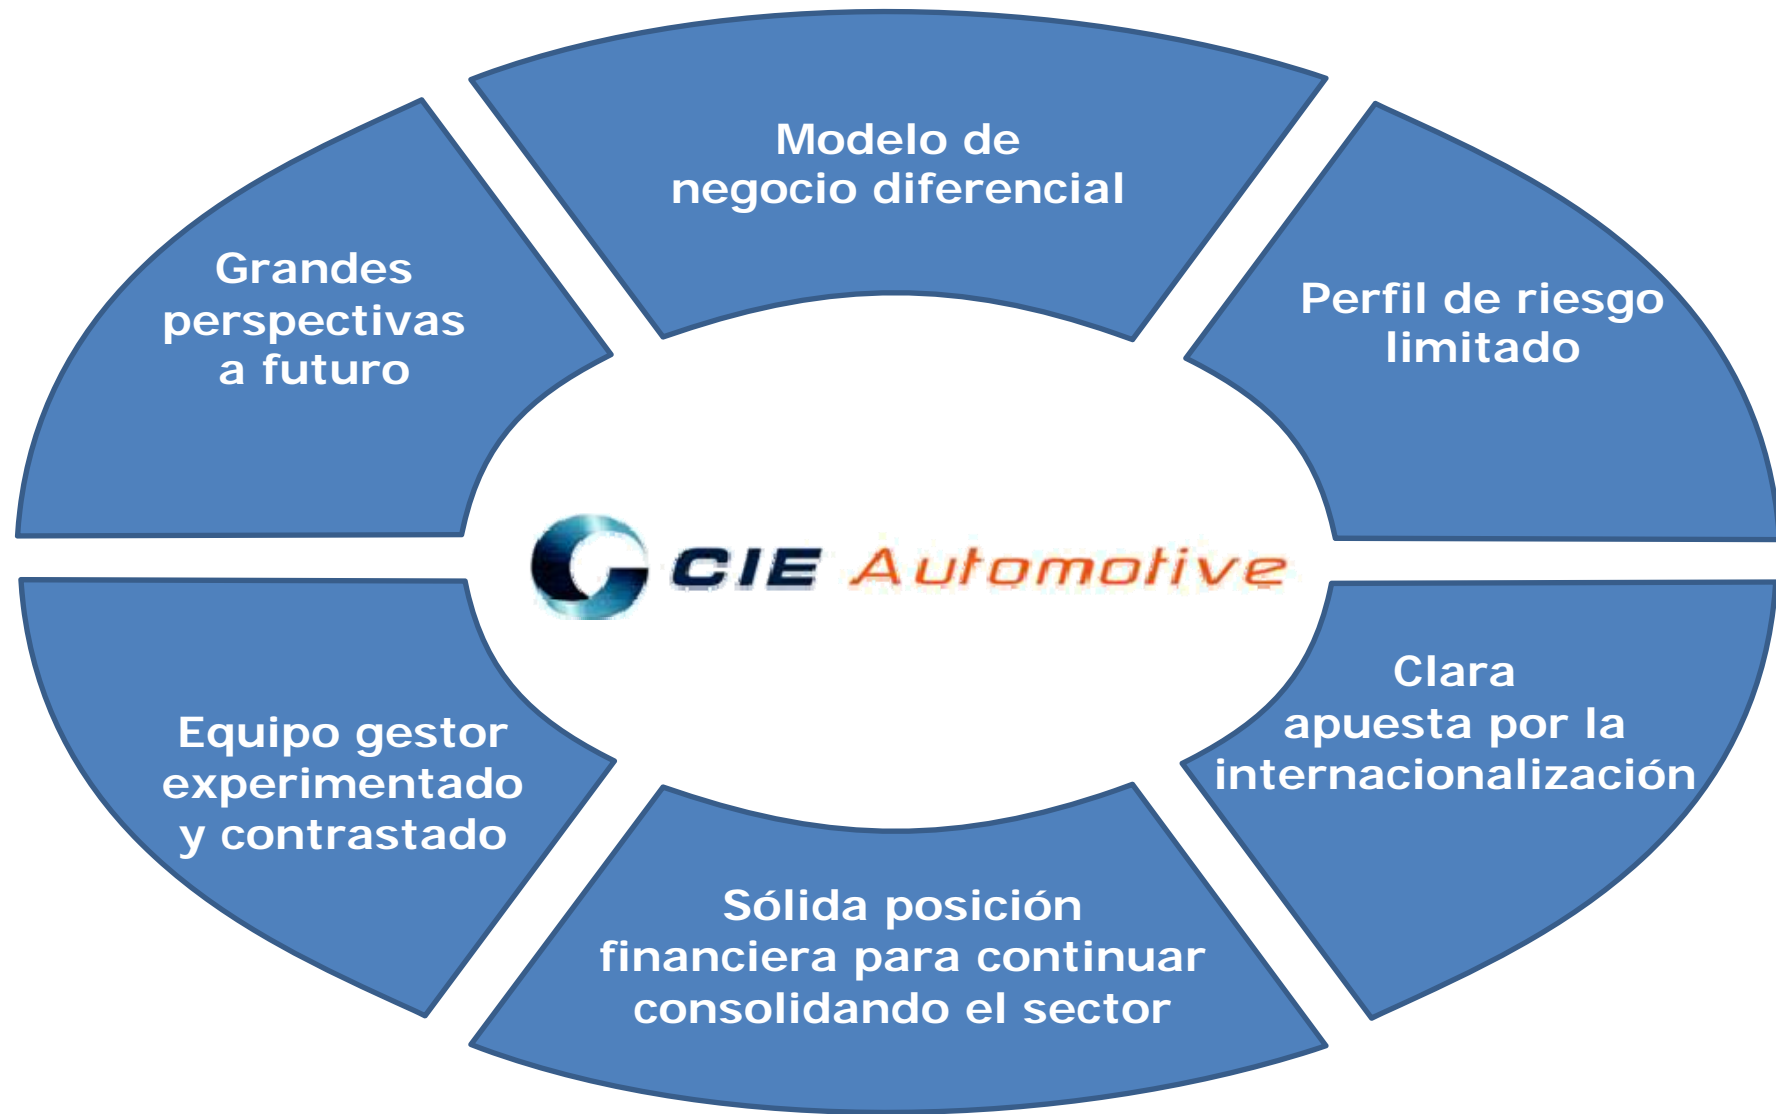 Modelo de
negocio diferencial
Grandes
perspectivas
a futuro
Perfil de riesgo
limitado
CIE Automotive
Clara
apuesta por la
internacionalización
Equipo gestor
experimentado
y contrastado
Sólida posición
financiera para continuar
consolidando el sector